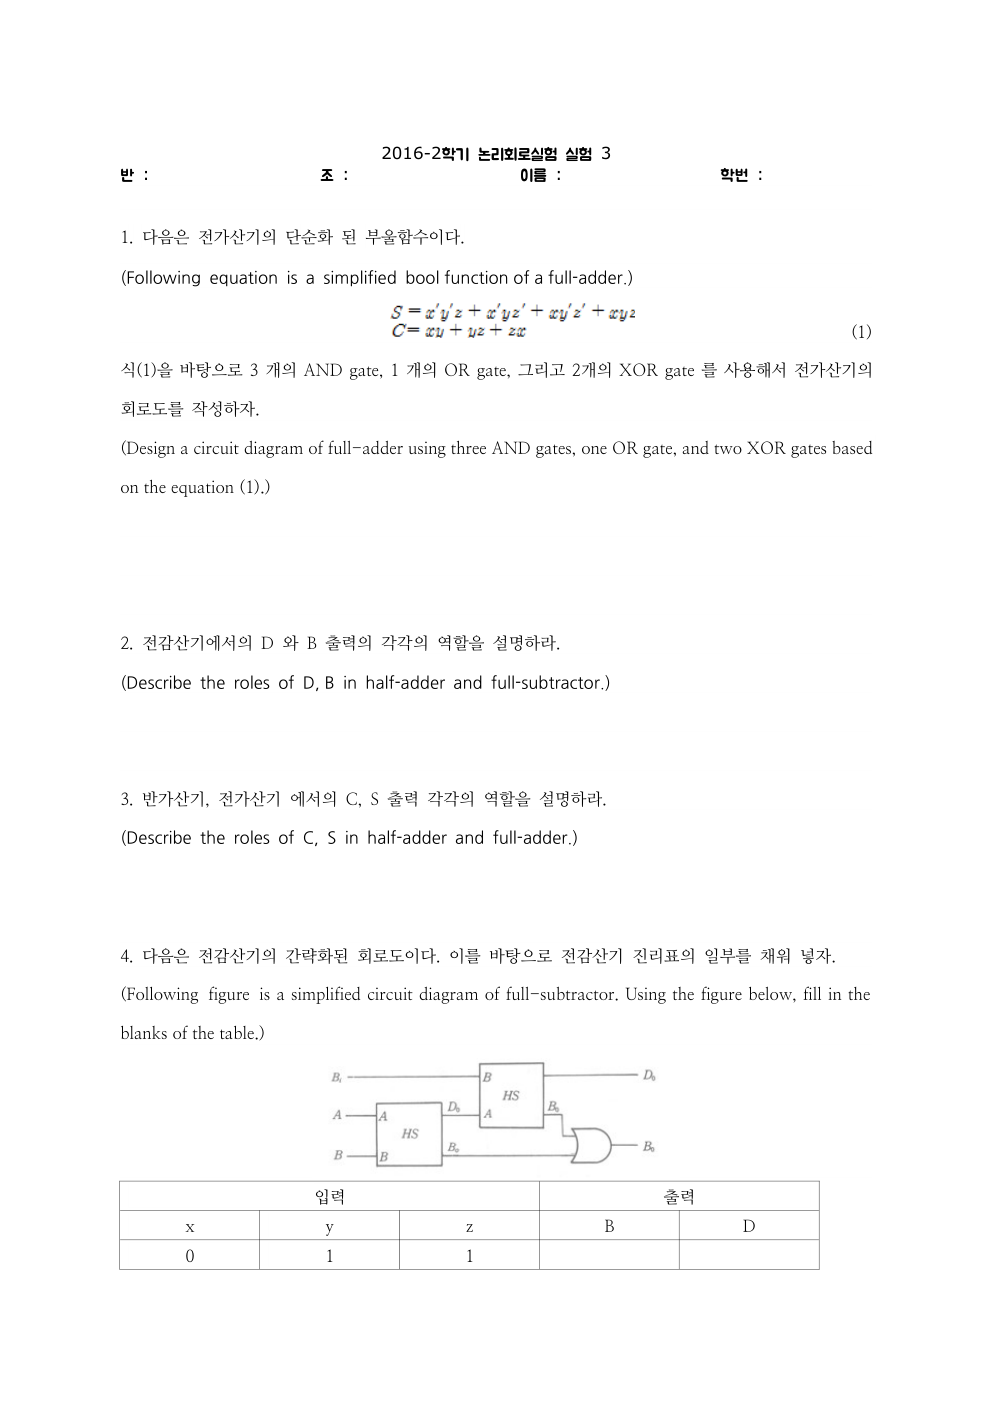 2016-2학기 논리회로실험 실험 3
반 : 조 : 이름 : 학번 :
1. 다음은 전가산기의 단순화 된 부울함수이다.
(Following equation is a simplified bool function of a full-adder.)
S = x′y′z + x′yz′ + xy′z′ + xyz
C = xy + yz + zx (1)
식(1)을 바탕으로 3 개의 AND gate, 1 개의 OR gate, 그리고 2개의 XOR gate 를 사용해서 전가산기의
회로도를 작성하자.
(Design a circuit diagram of full-adder using three AND gates, one OR gate, and two XOR gates based
on the equation (1).)
2. 전감산기에서의 D 와 B 출력의 각각의 역할을 설명하라.
(Describe the roles of D, B in half-adder and full-subtractor.)
3. 반가산기, 전가산기 에서의 C, S 출력 각각의 역할을 설명하라.
(Describe the roles of C, S in half-adder and full-adder.)
4. 다음은 전감산기의 간략화된 회로도이다. 이를 바탕으로 전감산기 진리표의 일부를 채워 넣자.
(Following figure is a simplified circuit diagram of full-subtractor. Using the figure below, fill in the
blanks of the table.)
Bᵢ B D₀
HS
A A D₀ A B₀
HS
B B B₀ B₀
입력 출력
x y z B D
0 1 1